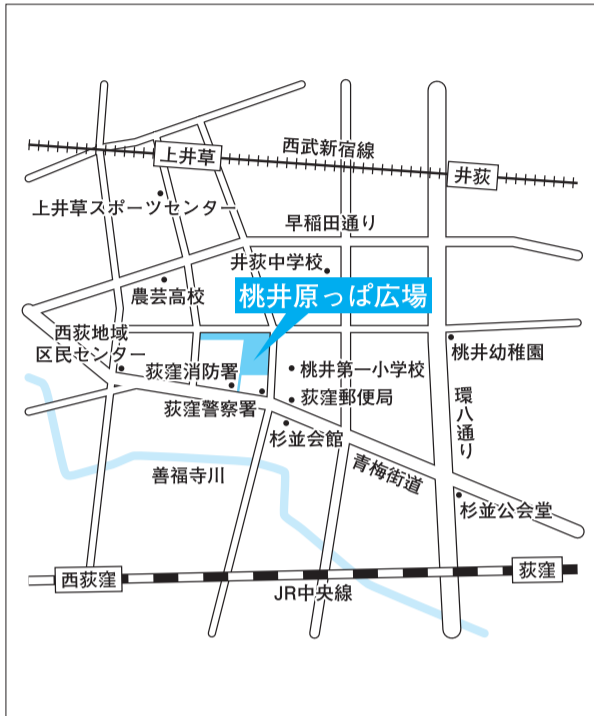 西武新宿線
上井草
井荻
上井草スポーツセンター
早稲田通り
井荻中学校
農芸高校
桃井原っぱ広場
西荻地域
区民センター
桃井幼稚園
荻窪消防署
桃井第一小学校
荻窪警察署
荻窪郵便局
環八通り
杉並会館
善福寺川
青梅街道
杉並公会堂
西荻窪
荻窪
JR中央線